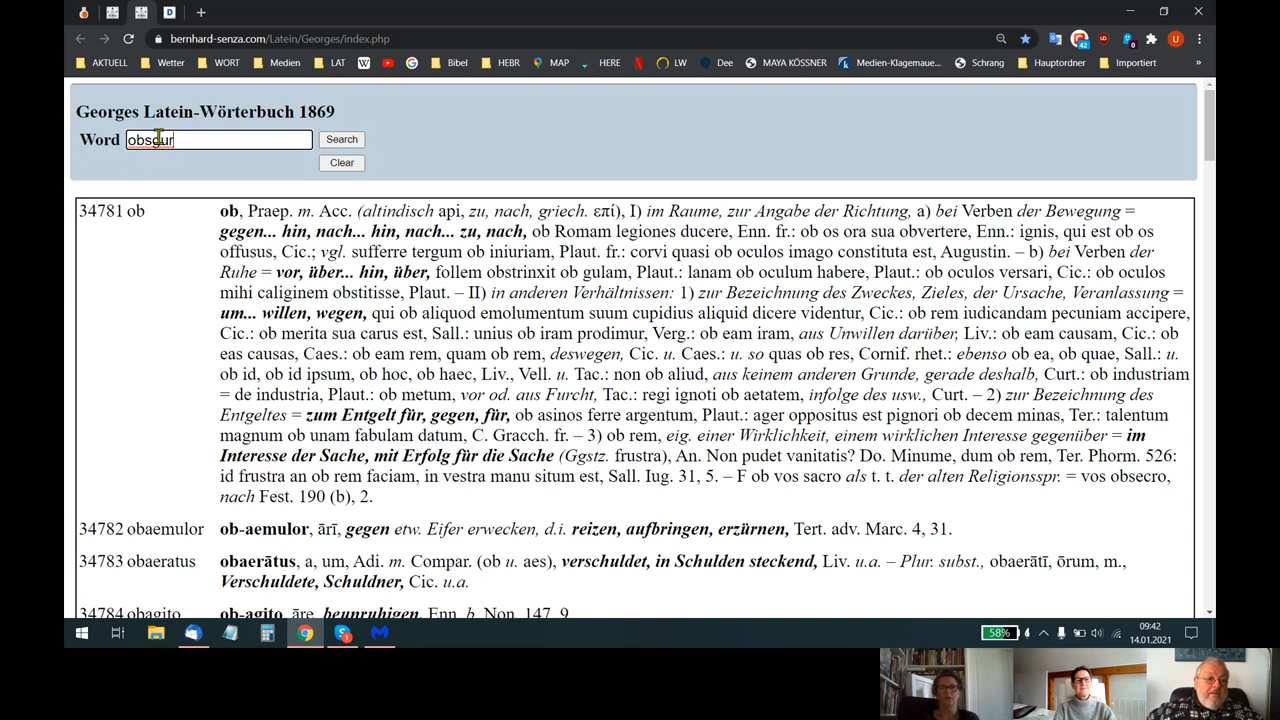 bernhard-senza.com/Latein/Georges/index.php
AKTUELL Wetter WORT Medien LAT Bibel HEBR MAP HERE LW Dee MAYA KÖSSNER Medien-Klagemaue... Schrang Hauptordner Importiert »
Georges Latein-Wörterbuch 1869
Word obscur Search
Clear
34781 ob ob, Praep. m. Acc. (altindisch api, zu, nach, griech. επί), I) im Raume, zur Angabe der Richtung, a) bei Verben der Bewegung =
gegen... hin, nach... hin, nach... zu, nach, ob Romam legiones ducere, Enn. fr.: ob os ora sua obvertere, Enn.: ignis, qui est ob os
offusus, Cic.; vgl. sufferre tergum ob iniuriam, Plaut. fr.: corvi quasi ob oculos imago constituta est, Augustin. – b) bei Verben der
Ruhe = vor, über... hin, über, follem obstrinxit ob gulam, Plaut.: lanam ob oculum habere, Plaut.: ob oculos versari, Cic.: ob oculos
mihi caliginem obstitisse, Plaut. – II) in anderen Verhältnissen: 1) zur Bezeichnung des Zweckes, Zieles, der Ursache, Veranlassung =
um... willen, wegen, qui ob aliquod emolumentum suum cupidius aliquid dicere videntur, Cic.: ob rem iudicandam pecuniam accipere,
Cic.: ob merita sua carus est, Sall.: unius ob iram prodimur, Verg.: ob eam iram, aus Unwillen darüber, Liv.: ob eam causam, Cic.: ob
eas causas, Caes.: ob eam rem, quam ob rem, deswegen, Cic. u. Caes.: u. so quas ob res, Cornif. rhet.: ebenso ob ea, ob quae, Sall.: u.
ob id, ob id ipsum, ob hoc, ob haec, Liv., Vell. u. Tac.: non ob aliud, aus keinem anderen Grunde, gerade deshalb, Curt.: ob industriam
= de industria, Plaut.: ob metum, vor od. aus Furcht, Tac.: regi ignoti ob aetatem, infolge des usw., Curt. – 2) zur Bezeichnung des
Entgeltes = zum Entgelt für, gegen, für, ob asinos ferre argentum, Plaut.: ager oppositus est pignori ob decem minas, Ter.: talentum
magnum ob unam fabulam datum, C. Gracch. fr. – 3) ob rem, eig. einer Wirklichkeit, einem wirklichen Interesse gegenüber = im
Interesse der Sache, mit Erfolg für die Sache (Ggstz. frustra), An. Non pudet vanitatis? Do. Minume, dum ob rem, Ter. Phorm. 526:
id frustra an ob rem faciam, in vestra manu situm est, Sall. Iug. 31, 5. – F ob vos sacro als t. t. der alten Religionsspr. = vos obsecro,
nach Fest. 190 (b), 2.
34782 obaemulor ob-aemulor, ārī, gegen etw. Eifer erwecken, d.i. reizen, aufbringen, erzürnen, Tert. adv. Marc. 4, 31.
34783 obaeratus obaerātus, a, um, Adi. m. Compar. (ob u. aes), verschuldet, in Schulden steckend, Liv. u.a. – Plur. subst., obaerātī, ōrum, m.,
Verschuldete, Schuldner, Cic. u.a.
34784 obagito ob-agito, āre, beunruhigen, Enn. b. Non. 147, 9.
58% 09:42
14.01.2021